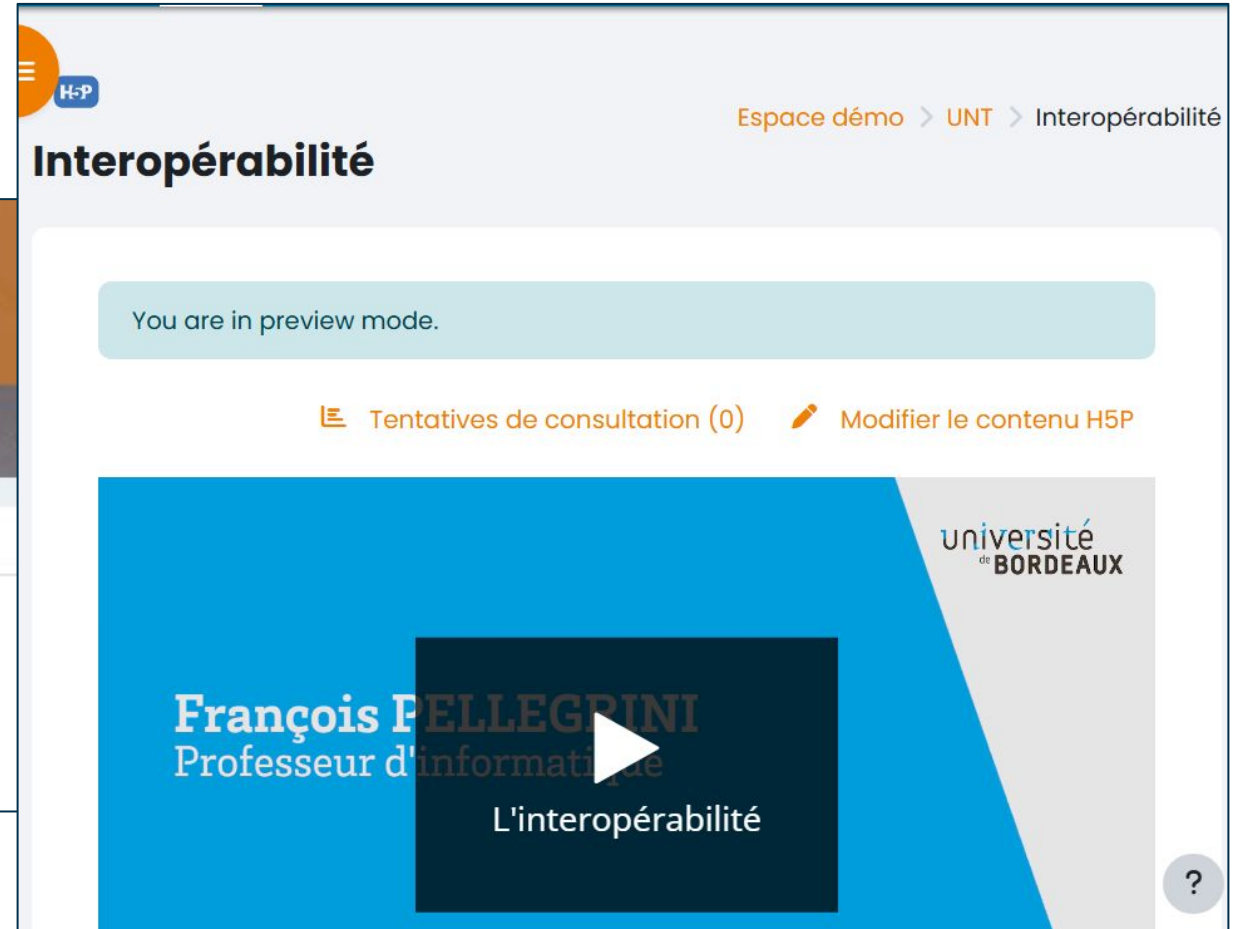 H5P
Espace démo > UNT > Interopérabilité
Interopérabilité
You are in preview mode.
Tentatives de consultation (0)
Modifier le contenu H5P
université
de BORDEAUX
François PELLEGRINI
Professeur d'informatique
L'interopérabilité
?